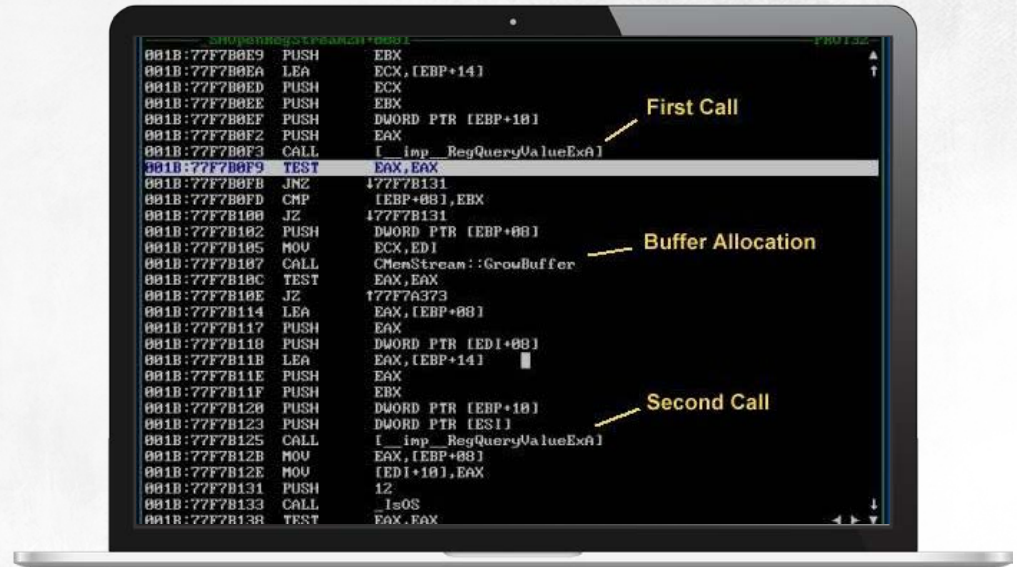 _SHOpenRegStream2A+0081 PROT32
001B:77F7B0E9 PUSH EBX
001B:77F7B0EA LEA ECX,[EBP+14]
001B:77F7B0ED PUSH ECX
001B:77F7B0EE PUSH EBX
001B:77F7B0EF PUSH DWORD PTR [EBP+10]
First Call
001B:77F7B0F2 PUSH EAX
001B:77F7B0F3 CALL [__imp__RegQueryValueExA]
001B:77F7B0F9 TEST EAX,EAX
001B:77F7B0FB JNZ ↓77F7B131
001B:77F7B0FD CMP [EBP+08],EBX
001B:77F7B100 JZ ↓77F7B131
001B:77F7B102 PUSH DWORD PTR [EBP+08]
001B:77F7B105 MOV ECX,EDI
Buffer Allocation
001B:77F7B107 CALL CMemStream::GrowBuffer
001B:77F7B10C TEST EAX,EAX
001B:77F7B10E JZ ↑77F7A373
001B:77F7B114 LEA EAX,[EBP+08]
001B:77F7B117 PUSH EAX
001B:77F7B118 PUSH DWORD PTR [EDI+08]
001B:77F7B11B LEA EAX,[EBP+14]
001B:77F7B11E PUSH EAX
001B:77F7B11F PUSH EBX
001B:77F7B120 PUSH DWORD PTR [EBP+10]
Second Call
001B:77F7B123 PUSH DWORD PTR [ESI]
001B:77F7B125 CALL [__imp__RegQueryValueExA]
001B:77F7B12B MOV EAX,[EBP+08]
001B:77F7B12E MOV [EDI+10],EAX
001B:77F7B131 PUSH 12
001B:77F7B133 CALL _IsOS
001B:77F7B138 TEST EAX,EAX